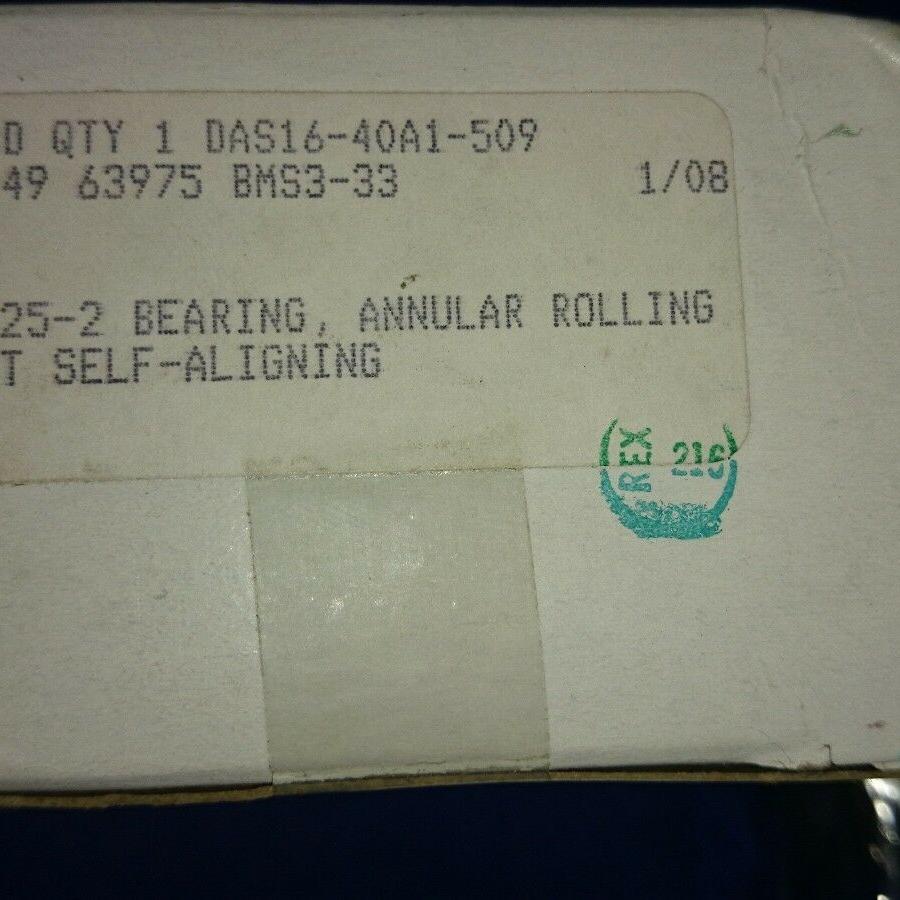 D QTY 1 DAS16-40A1-509
49 63975 BMS3-33 1/08
25-2 BEARING, ANNULAR ROLLING
T SELF-ALIGNING
REX 216